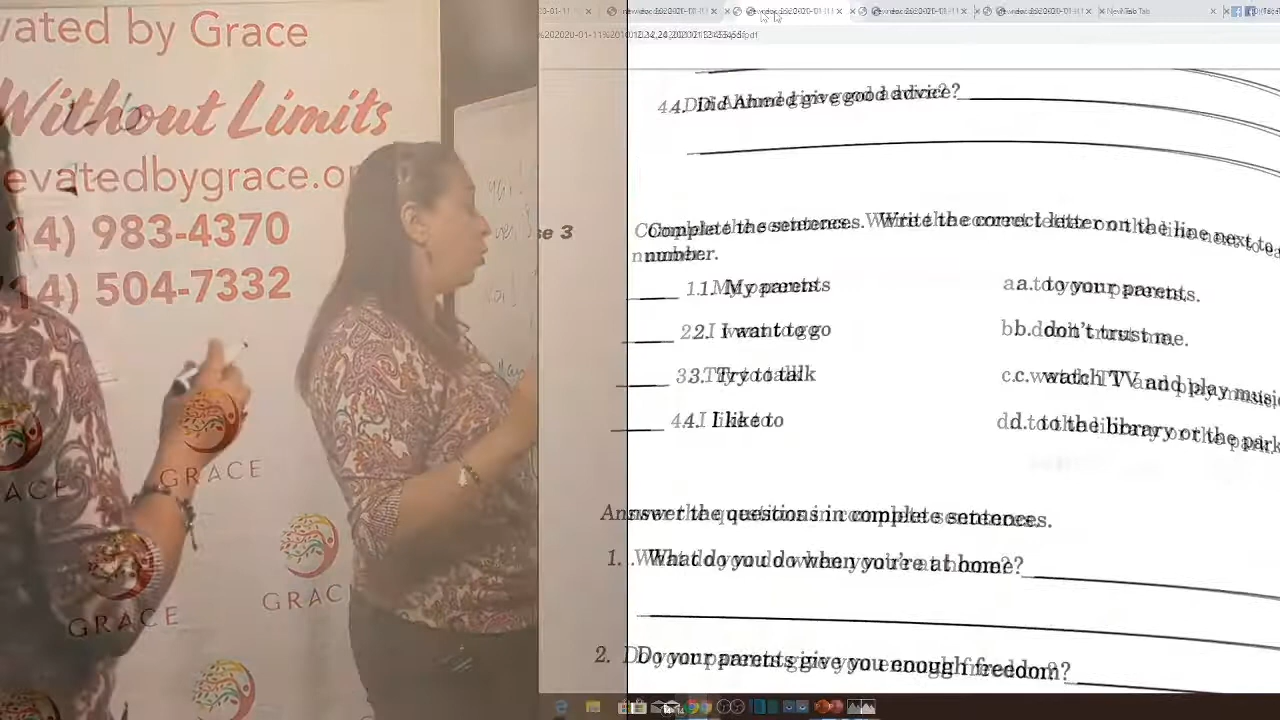 vated by Grace
Without Limits
evatedbygrace.or
14) 983-4370
14) 504-7332
GRACE
ACE
GRACE
GRAC
se 3
4. Did Ahmed give good advice?
Complete the sentences. Write the correct letter on the line next to ea
number.
1. My parents
a. to your parents.
2. I want to go
b. don't trust me.
3. Try to talk
c. watch TV and play music
4. I like to
d. to the library or the park
Answer the questions in complete sentences.
1. What do you do when you're at home?
2. Do your parents give you enough freedom?